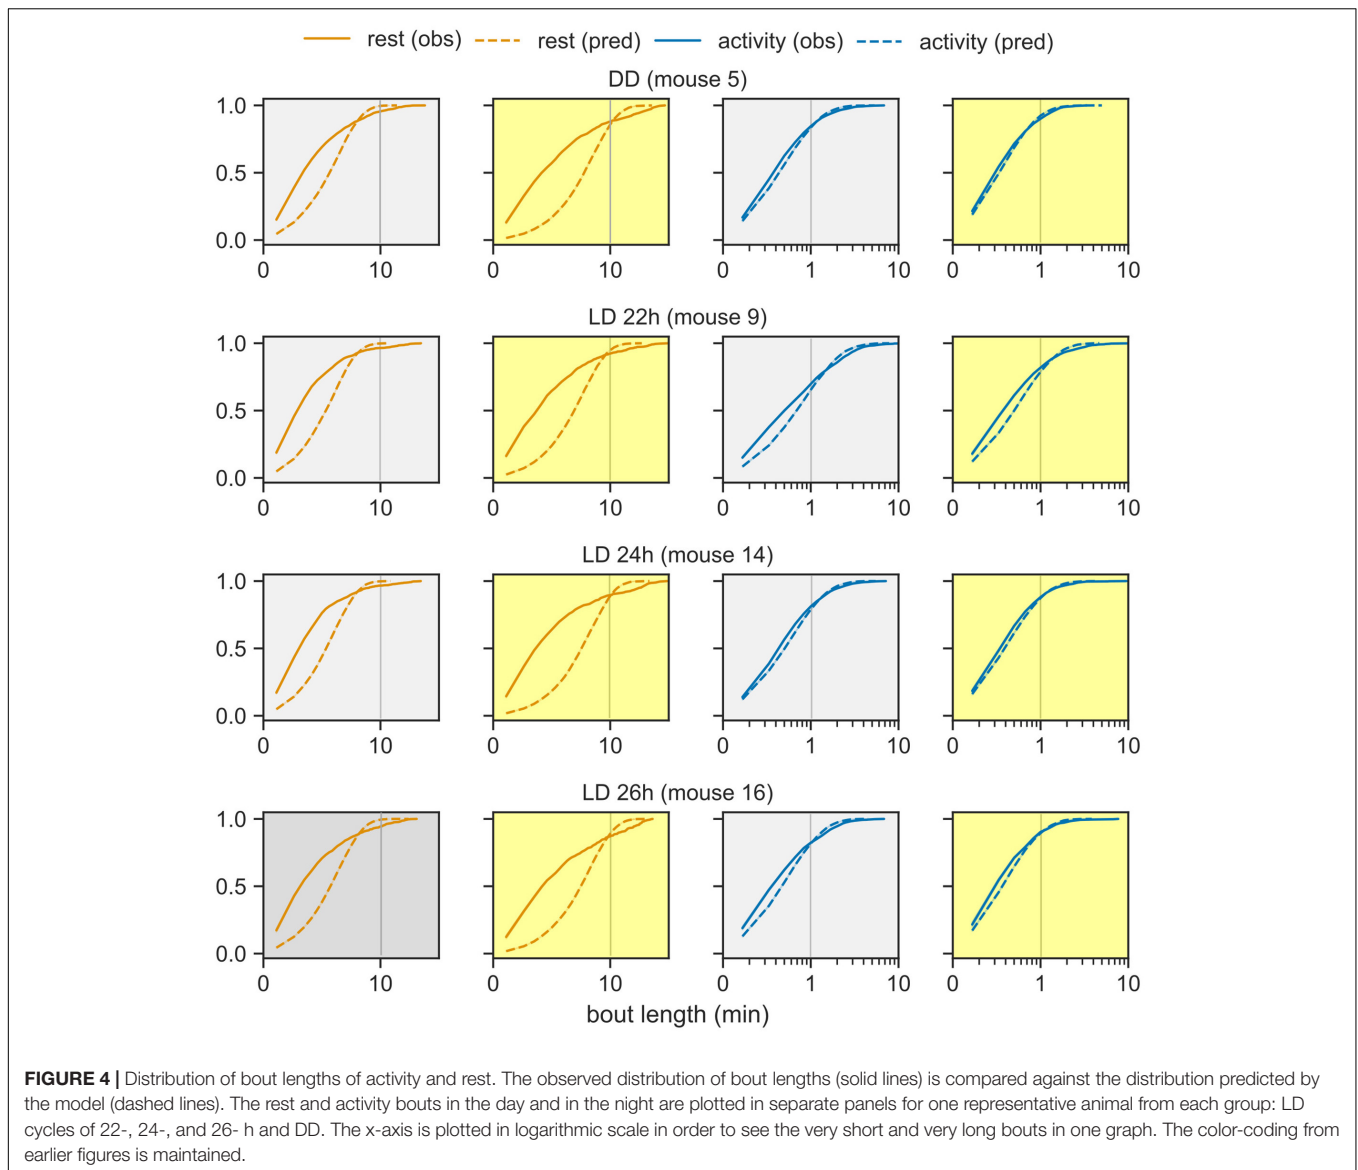 rest (obs) rest (pred) activity (obs) activity (pred)
DD (mouse 5)
1.0
0.5
0.0
0 10 0 10 0 1 10 0 1 10
LD 22h (mouse 9)
1.0
0.5
0.0
0 10 0 10 0 1 10 0 1 10
LD 24h (mouse 14)
1.0
0.5
0.0
0 10 0 10 0 1 10 0 1 10
LD 26h (mouse 16)
1.0
0.5
0.0
0 10 0 10 0 1 10 0 1 10
bout length (min)
FIGURE 4 | Distribution of bout lengths of activity and rest. The observed distribution of bout lengths (solid lines) is compared against the distribution predicted by
the model (dashed lines). The rest and activity bouts in the day and in the night are plotted in separate panels for one representative animal from each group: LD
cycles of 22-, 24-, and 26- h and DD. The x-axis is plotted in logarithmic scale in order to see the very short and very long bouts in one graph. The color-coding from
earlier figures is maintained.